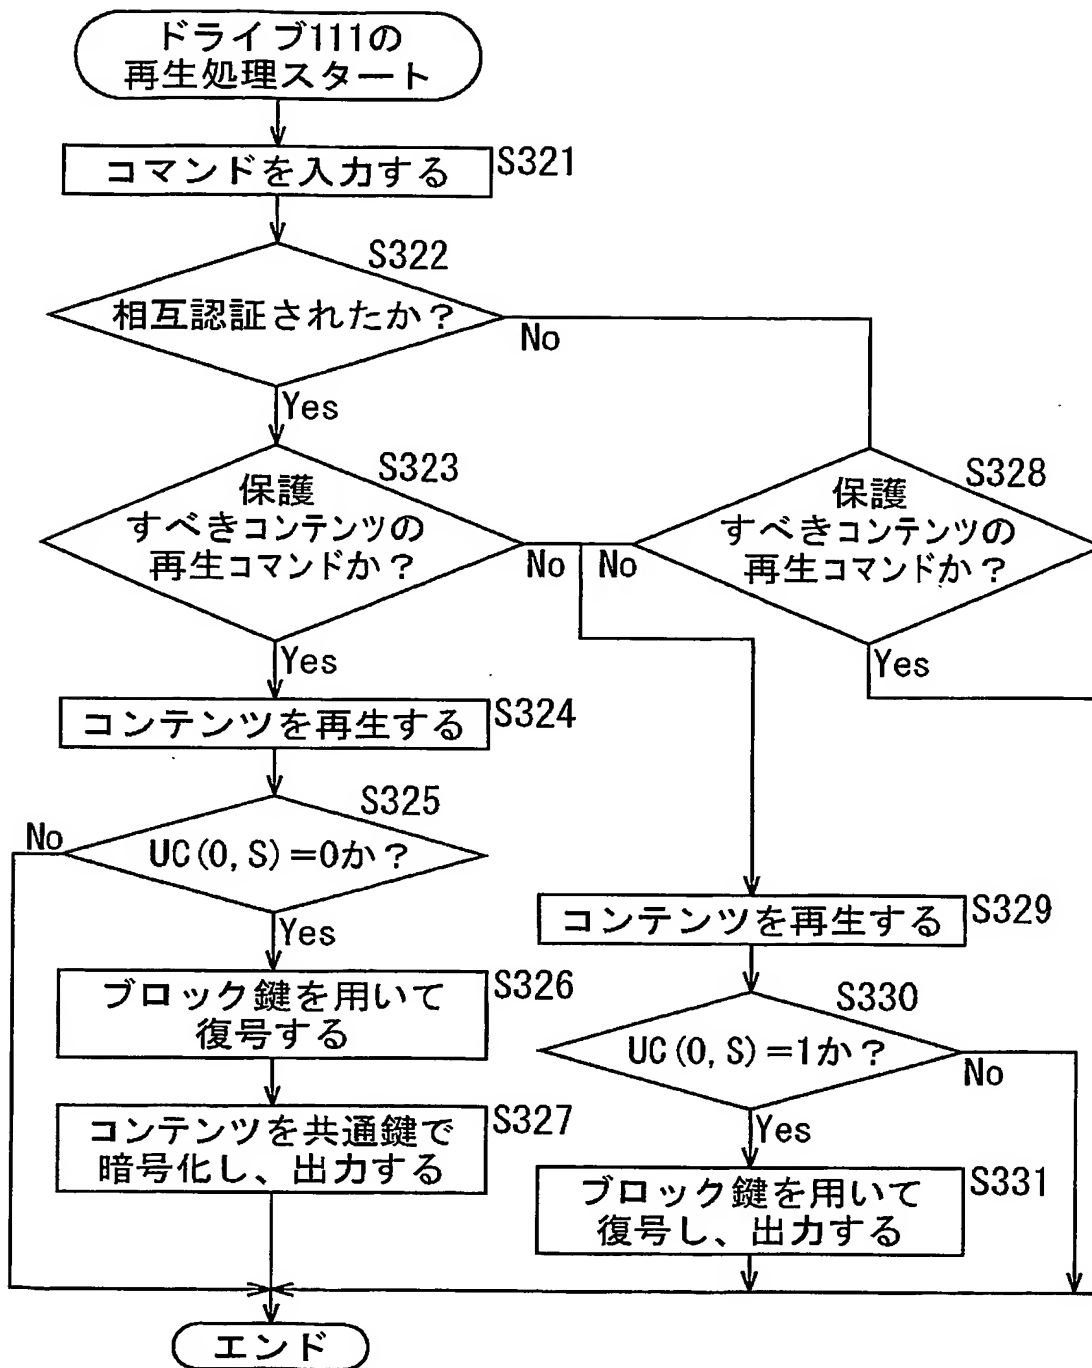 ドライブ111の
再生処理スタート
コマンドを入力する
S321
S322
相互認証されたか？
No
Yes
S323
保護
すべきコンテンツの
再生コマンドか？
No
Yes
S328
保護
すべきコンテンツの
再生コマンドか？
No
Yes
コンテンツを再生する
S324
S325
UC(0,S)=0か？
No
Yes
ブロック鍵を用いて
復号する
S326
コンテンツを共通鍵で
暗号化し、出力する
S327
コンテンツを再生する
S329
S330
UC(0,S)=1か？
No
Yes
ブロック鍵を用いて
復号し、出力する
S331
エンド